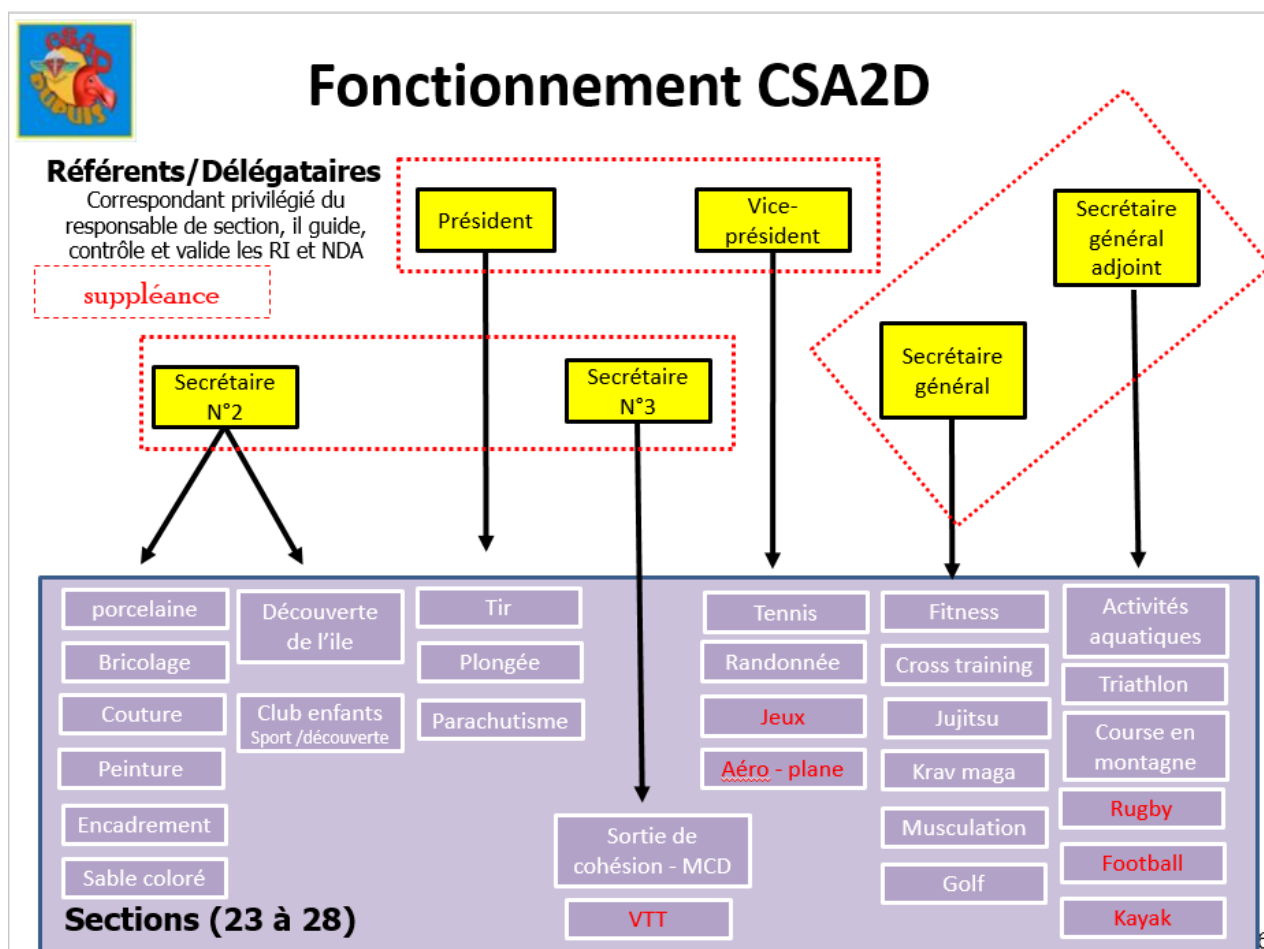 CSA2D
DUPUIS
Fonctionnement CSA2D
Référents/Délégataires
Correspondant privilégié du
responsable de section, il guide,
contrôle et valide les RI et NDA
suppléance
Président
Vice-
président
Secrétaire
général
adjoint
Secrétaire
général
Secrétaire
N°2
Secrétaire
N°3
porcelaine
Bricolage
Couture
Peinture
Encadrement
Sable coloré
Découverte
de l'ile
Club enfants
Sport /découverte
Tir
Plongée
Parachutisme
Sortie de
cohésion - MCD
VTT
Tennis
Randonnée
Jeux
Aéro - plane
Fitness
Cross training
Jujitsu
Krav maga
Musculation
Golf
Activités
aquatiques
Triathlon
Course en
montagne
Rugby
Football
Kayak
Sections (23 à 28)